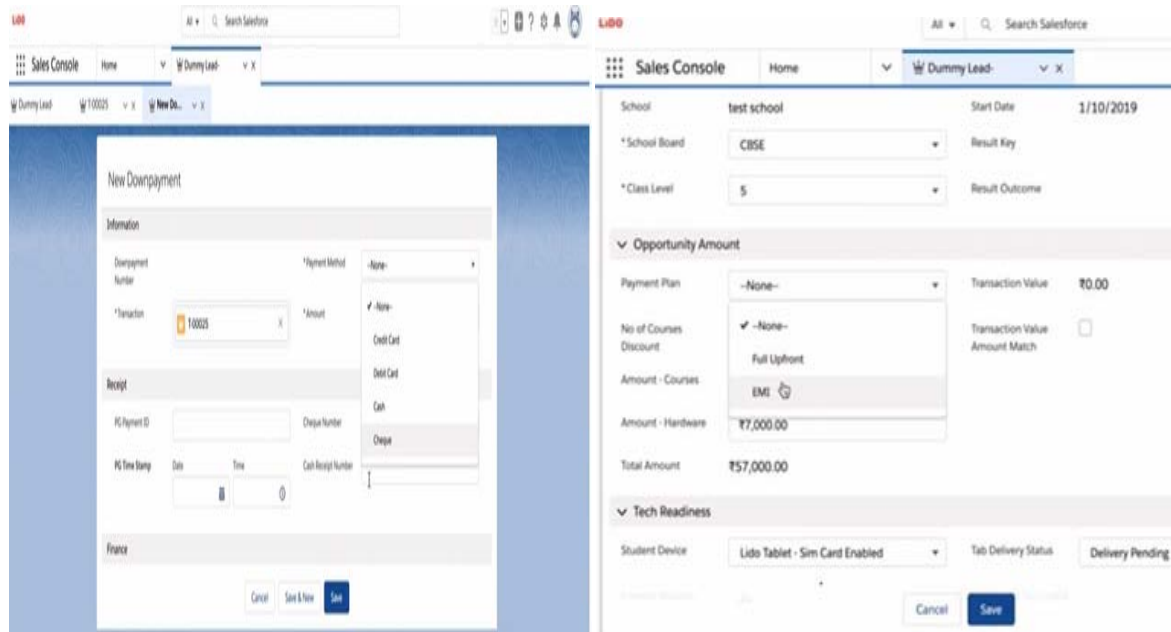 LIDO
All Search Salesforce
Sales Console Home Dummy Lead-
Dummy Lead- T-00025 New Do...
New Downpayment
Information
Downpayment Number
*Payment Method --None--
*Transaction T-00025
*Amount
--None--
Credit Card
Debit Card
Cash
Cheque
Receipt
PG Payment ID
Cheque Number
PG Time Stamp Date Time
Cash Receipt Number
Finance
Cancel Save & New Save
LIDO
All Search Salesforce
Sales Console Home Dummy Lead-
School test school Start Date 1/10/2019
*School Board CBSE Result Key
*Class Level 5 Result Outcome
Opportunity Amount
Payment Plan --None-- Transaction Value ₹0.00
--None--
No of Courses Discount
Transaction Value Amount Match
Full Upfront
Amount - Courses
EMI
Amount - Hardware ₹7,000.00
Total Amount ₹57,000.00
Tech Readiness
Student Device Lido Tablet - Sim Card Enabled Tab Delivery Status Delivery Pending
Cancel Save